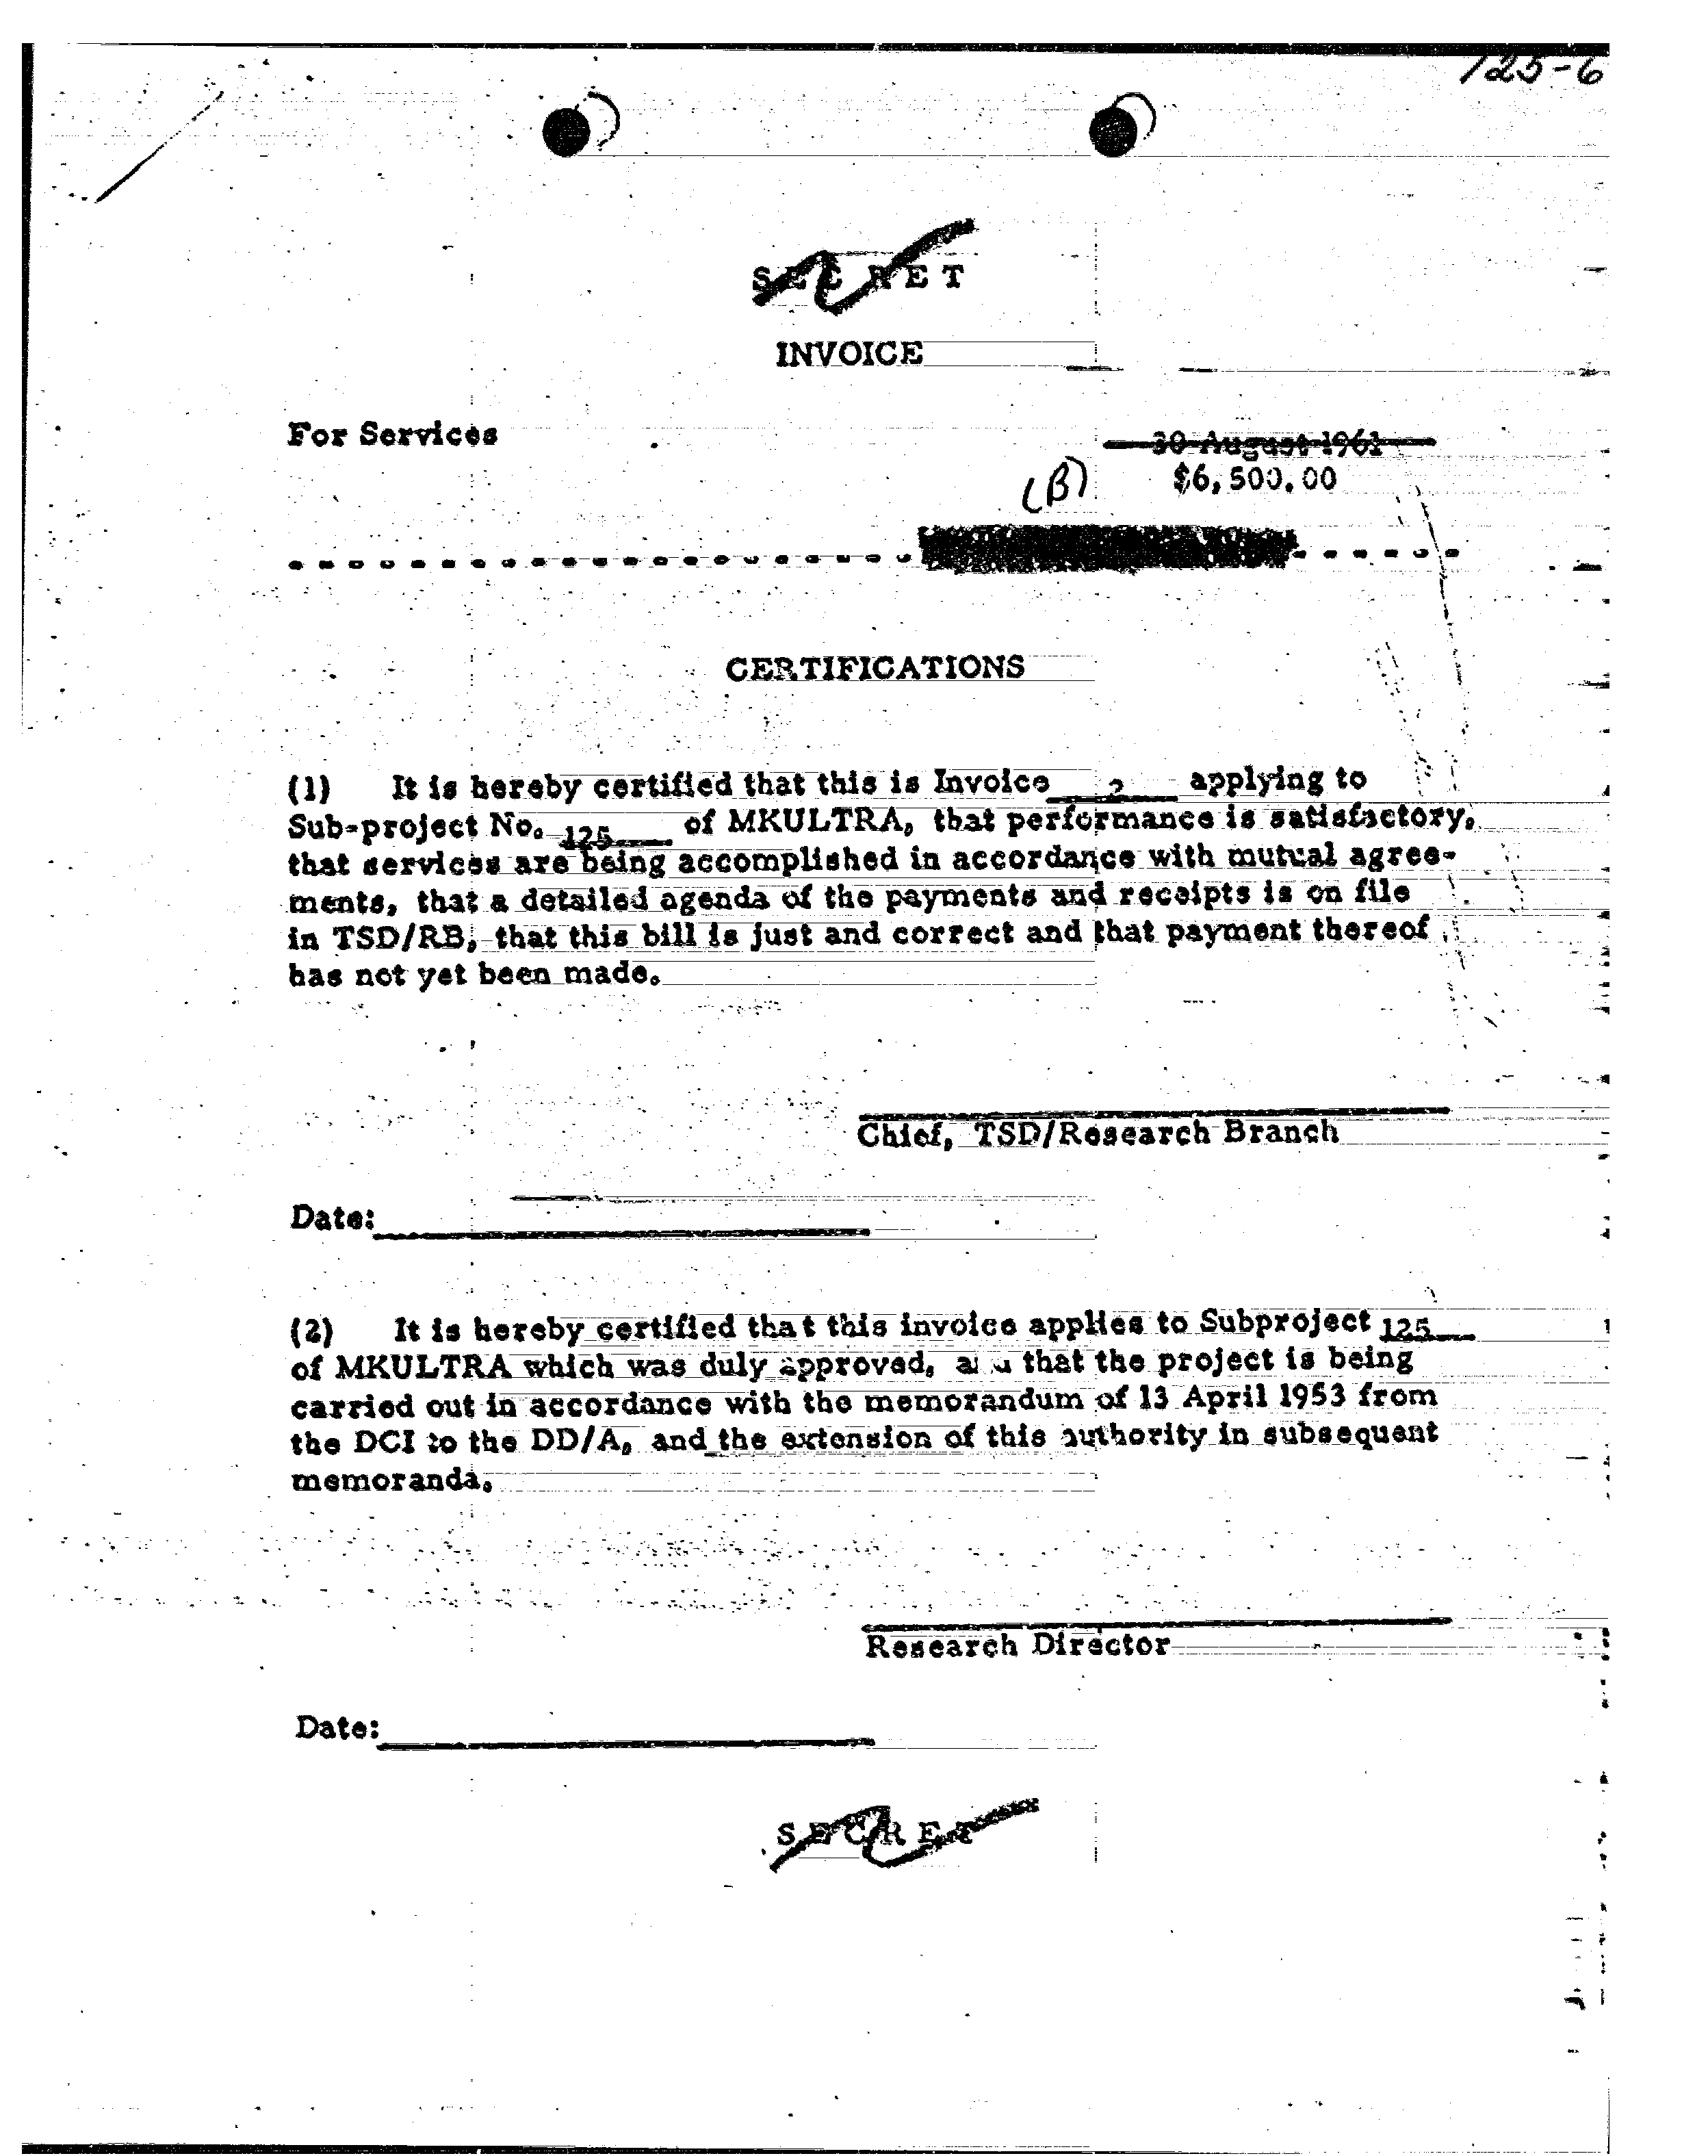 125-6
SECRET
INVOICE
For Services
30 August 1961
(B) $6,500.00
CERTIFICATIONS
(1) It is hereby certified that this is Invoice 2 applying to
Sub-project No. 125 of MKULTRA, that performance is satisfactory,
that services are being accomplished in accordance with mutual agree-
ments, that a detailed agenda of the payments and receipts is on file
in TSD/RB, that this bill is just and correct and that payment thereof
has not yet been made.
Chief, TSD/Research Branch
Date:
(2) It is hereby certified that this invoice applies to Subproject 125
of MKULTRA which was duly approved, and that the project is being
carried out in accordance with the memorandum of 13 April 1953 from
the DCI to the DD/A, and the extension of this authority in subsequent
memoranda.
Research Director
Date:
SECRET